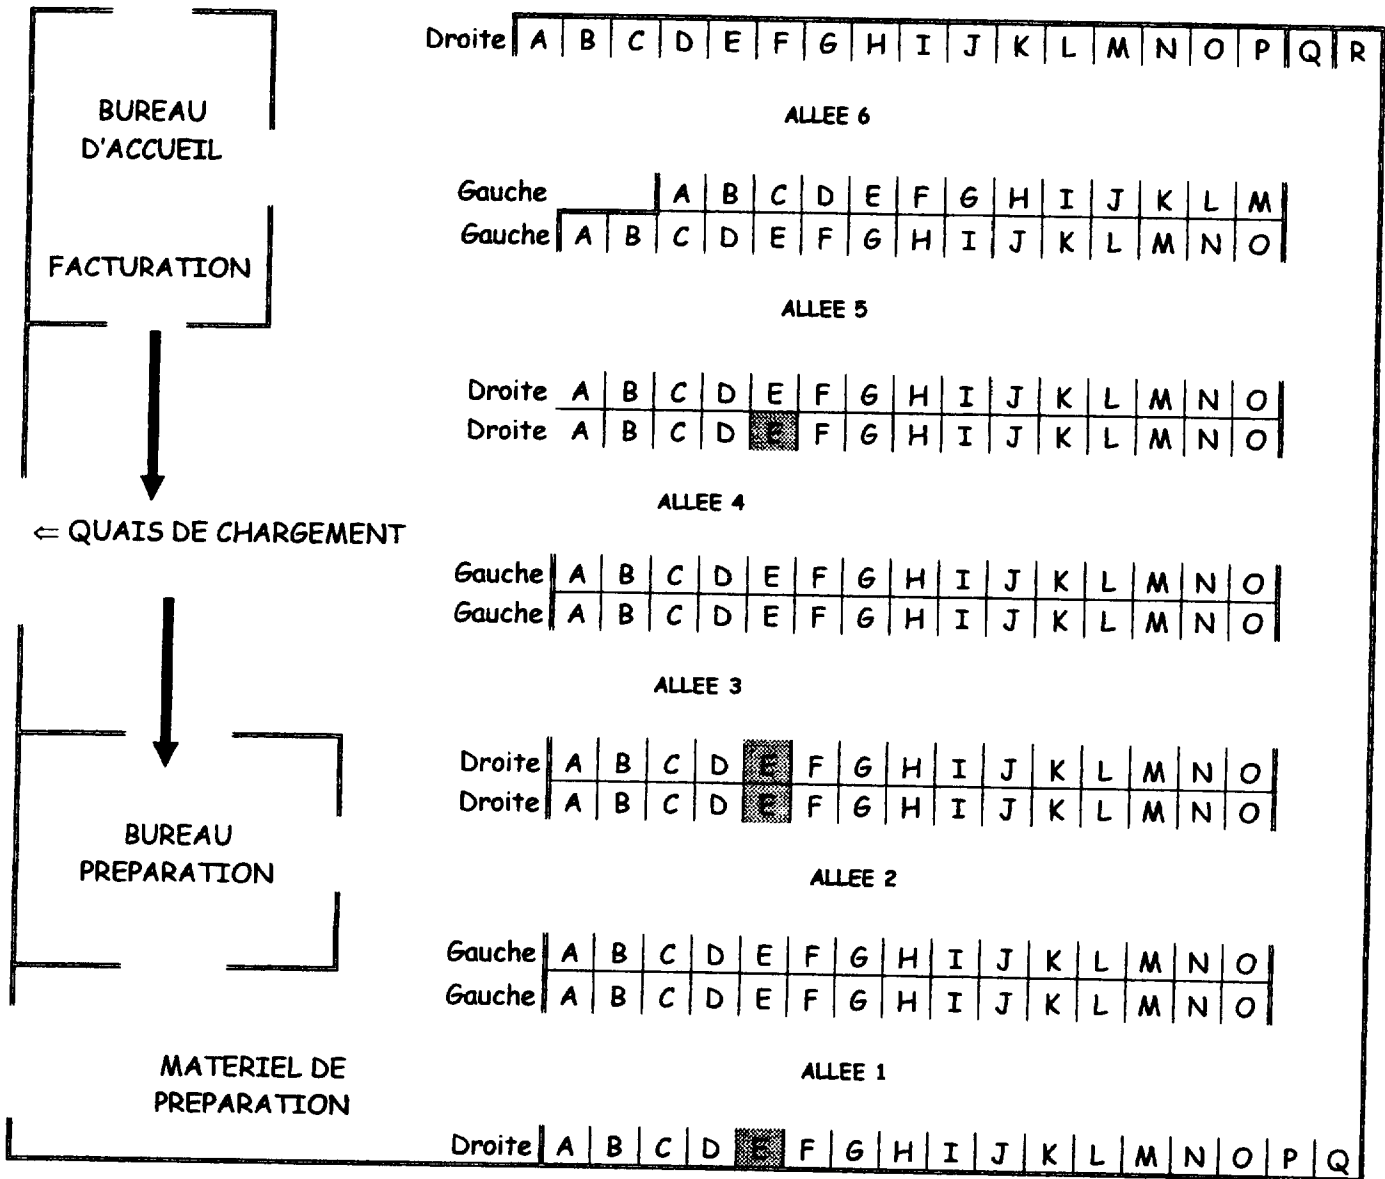 BUREAU
D'ACCUEIL
FACTURATION
⇐ QUAIS DE CHARGEMENT
BUREAU
PREPARATION
MATERIEL DE
PREPARATION
Droite A B C D E F G H I J K L M N O P Q R
ALLEE 6
Gauche A B C D E F G H I J K L M
Gauche A B C D E F G H I J K L M N O
ALLEE 5
Droite A B C D E F G H I J K L M N O
Droite A B C D E F G H I J K L M N O
ALLEE 4
Gauche A B C D E F G H I J K L M N O
Gauche A B C D E F G H I J K L M N O
ALLEE 3
Droite A B C D E F G H I J K L M N O
Droite A B C D E F G H I J K L M N O
ALLEE 2
Gauche A B C D E F G H I J K L M N O
Gauche A B C D E F G H I J K L M N O
ALLEE 1
Droite A B C D E F G H I J K L M N O P Q